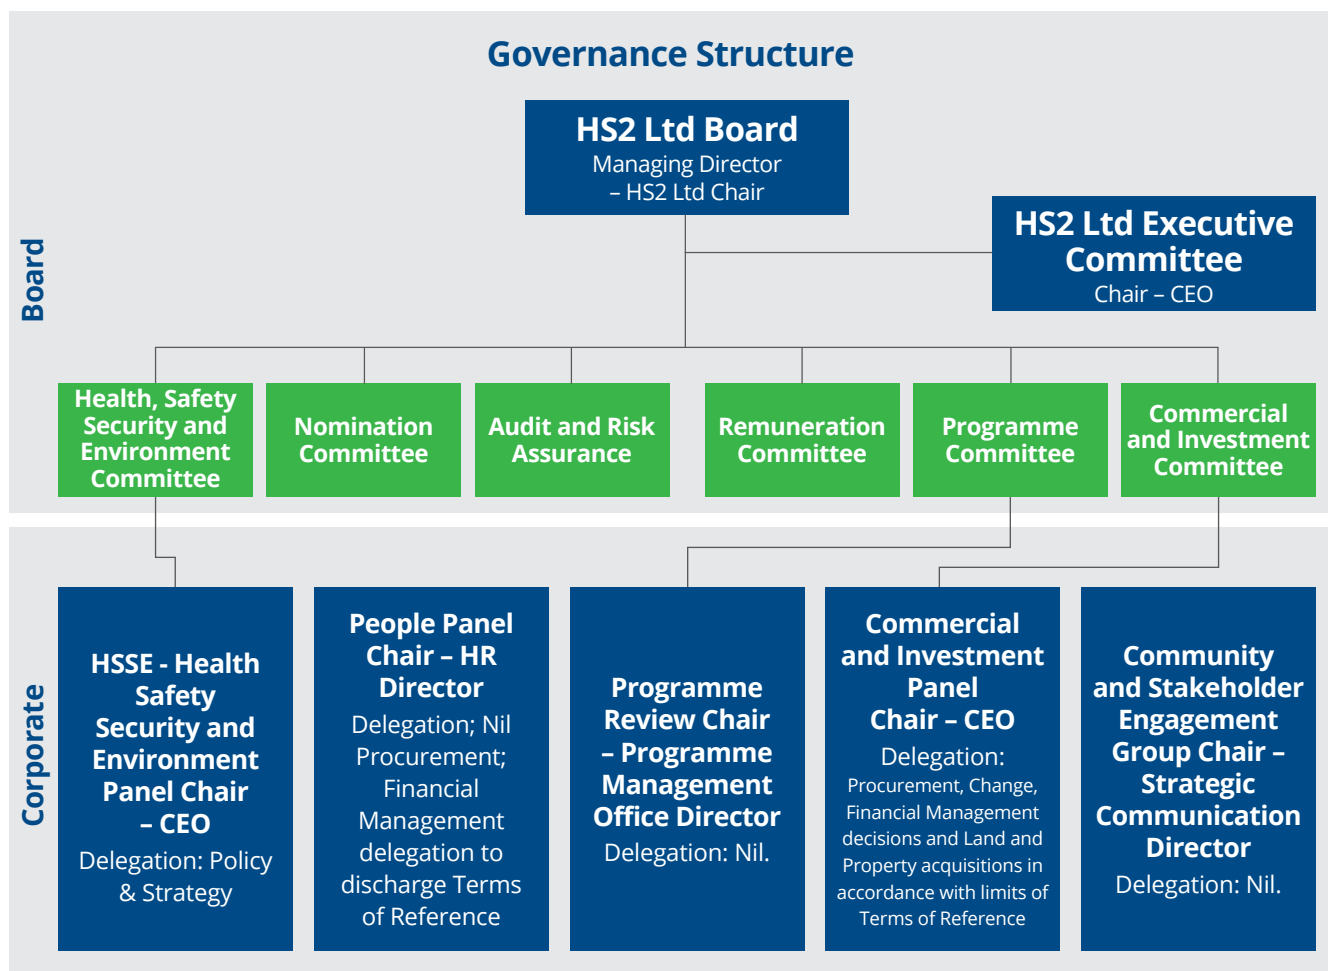 Governance Structure
HS2 Ltd Board
Managing Director
– HS2 Ltd Chair
HS2 Ltd Executive
Committee
Chair – CEO
Board
Health, Safety
Security and
Environment
Committee
Nomination
Committee
Audit and Risk
Assurance
Remuneration
Committee
Programme
Committee
Commercial
and Investment
Committee
Corporate
HSSE - Health
Safety
Security and
Environment
Panel Chair
– CEO
Delegation: Policy
& Strategy
People Panel
Chair – HR
Director
Delegation; Nil
Procurement;
Financial
Management
delegation to
discharge Terms
of Reference
Programme
Review Chair
– Programme
Management
Office Director
Delegation: Nil.
Commercial
and Investment
Panel
Chair – CEO
Delegation:
Procurement, Change,
Financial Management
decisions and Land and
Property acquisitions in
accordance with limits of
Terms of Reference
Community
and Stakeholder
Engagement
Group Chair –
Strategic
Communication
Director
Delegation: Nil.